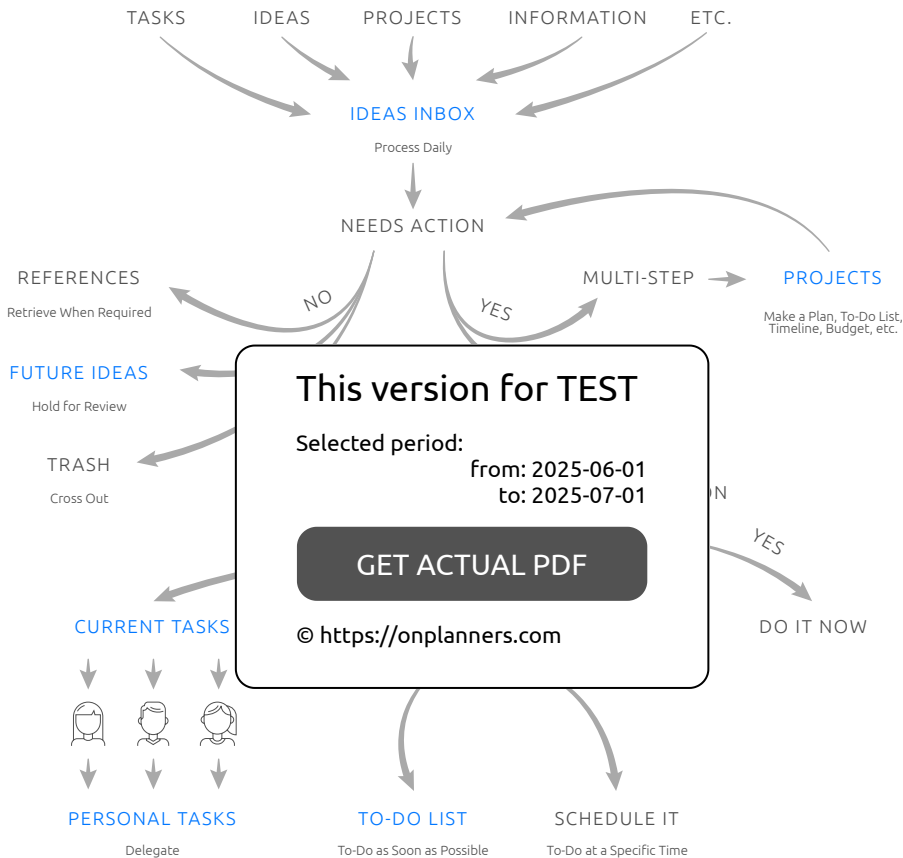 TASKS IDEAS PROJECTS INFORMATION ETC.
IDEAS INBOX
Process Daily
NEEDS ACTION
REFERENCES
Retrieve When Required
NO
YES
MULTI-STEP
PROJECTS
Make a Plan, To-Do List,
Timeline, Budget, etc.
FUTURE IDEAS
Hold for Review
TRASH
Cross Out
This version for TEST
Selected period:
from: 2025-06-01
to: 2025-07-01
GET ACTUAL PDF
© https://onplanners.com
YES
DO IT NOW
CURRENT TASKS
PERSONAL TASKS
Delegate
TO-DO LIST
To-Do as Soon as Possible
SCHEDULE IT
To-Do at a Specific Time